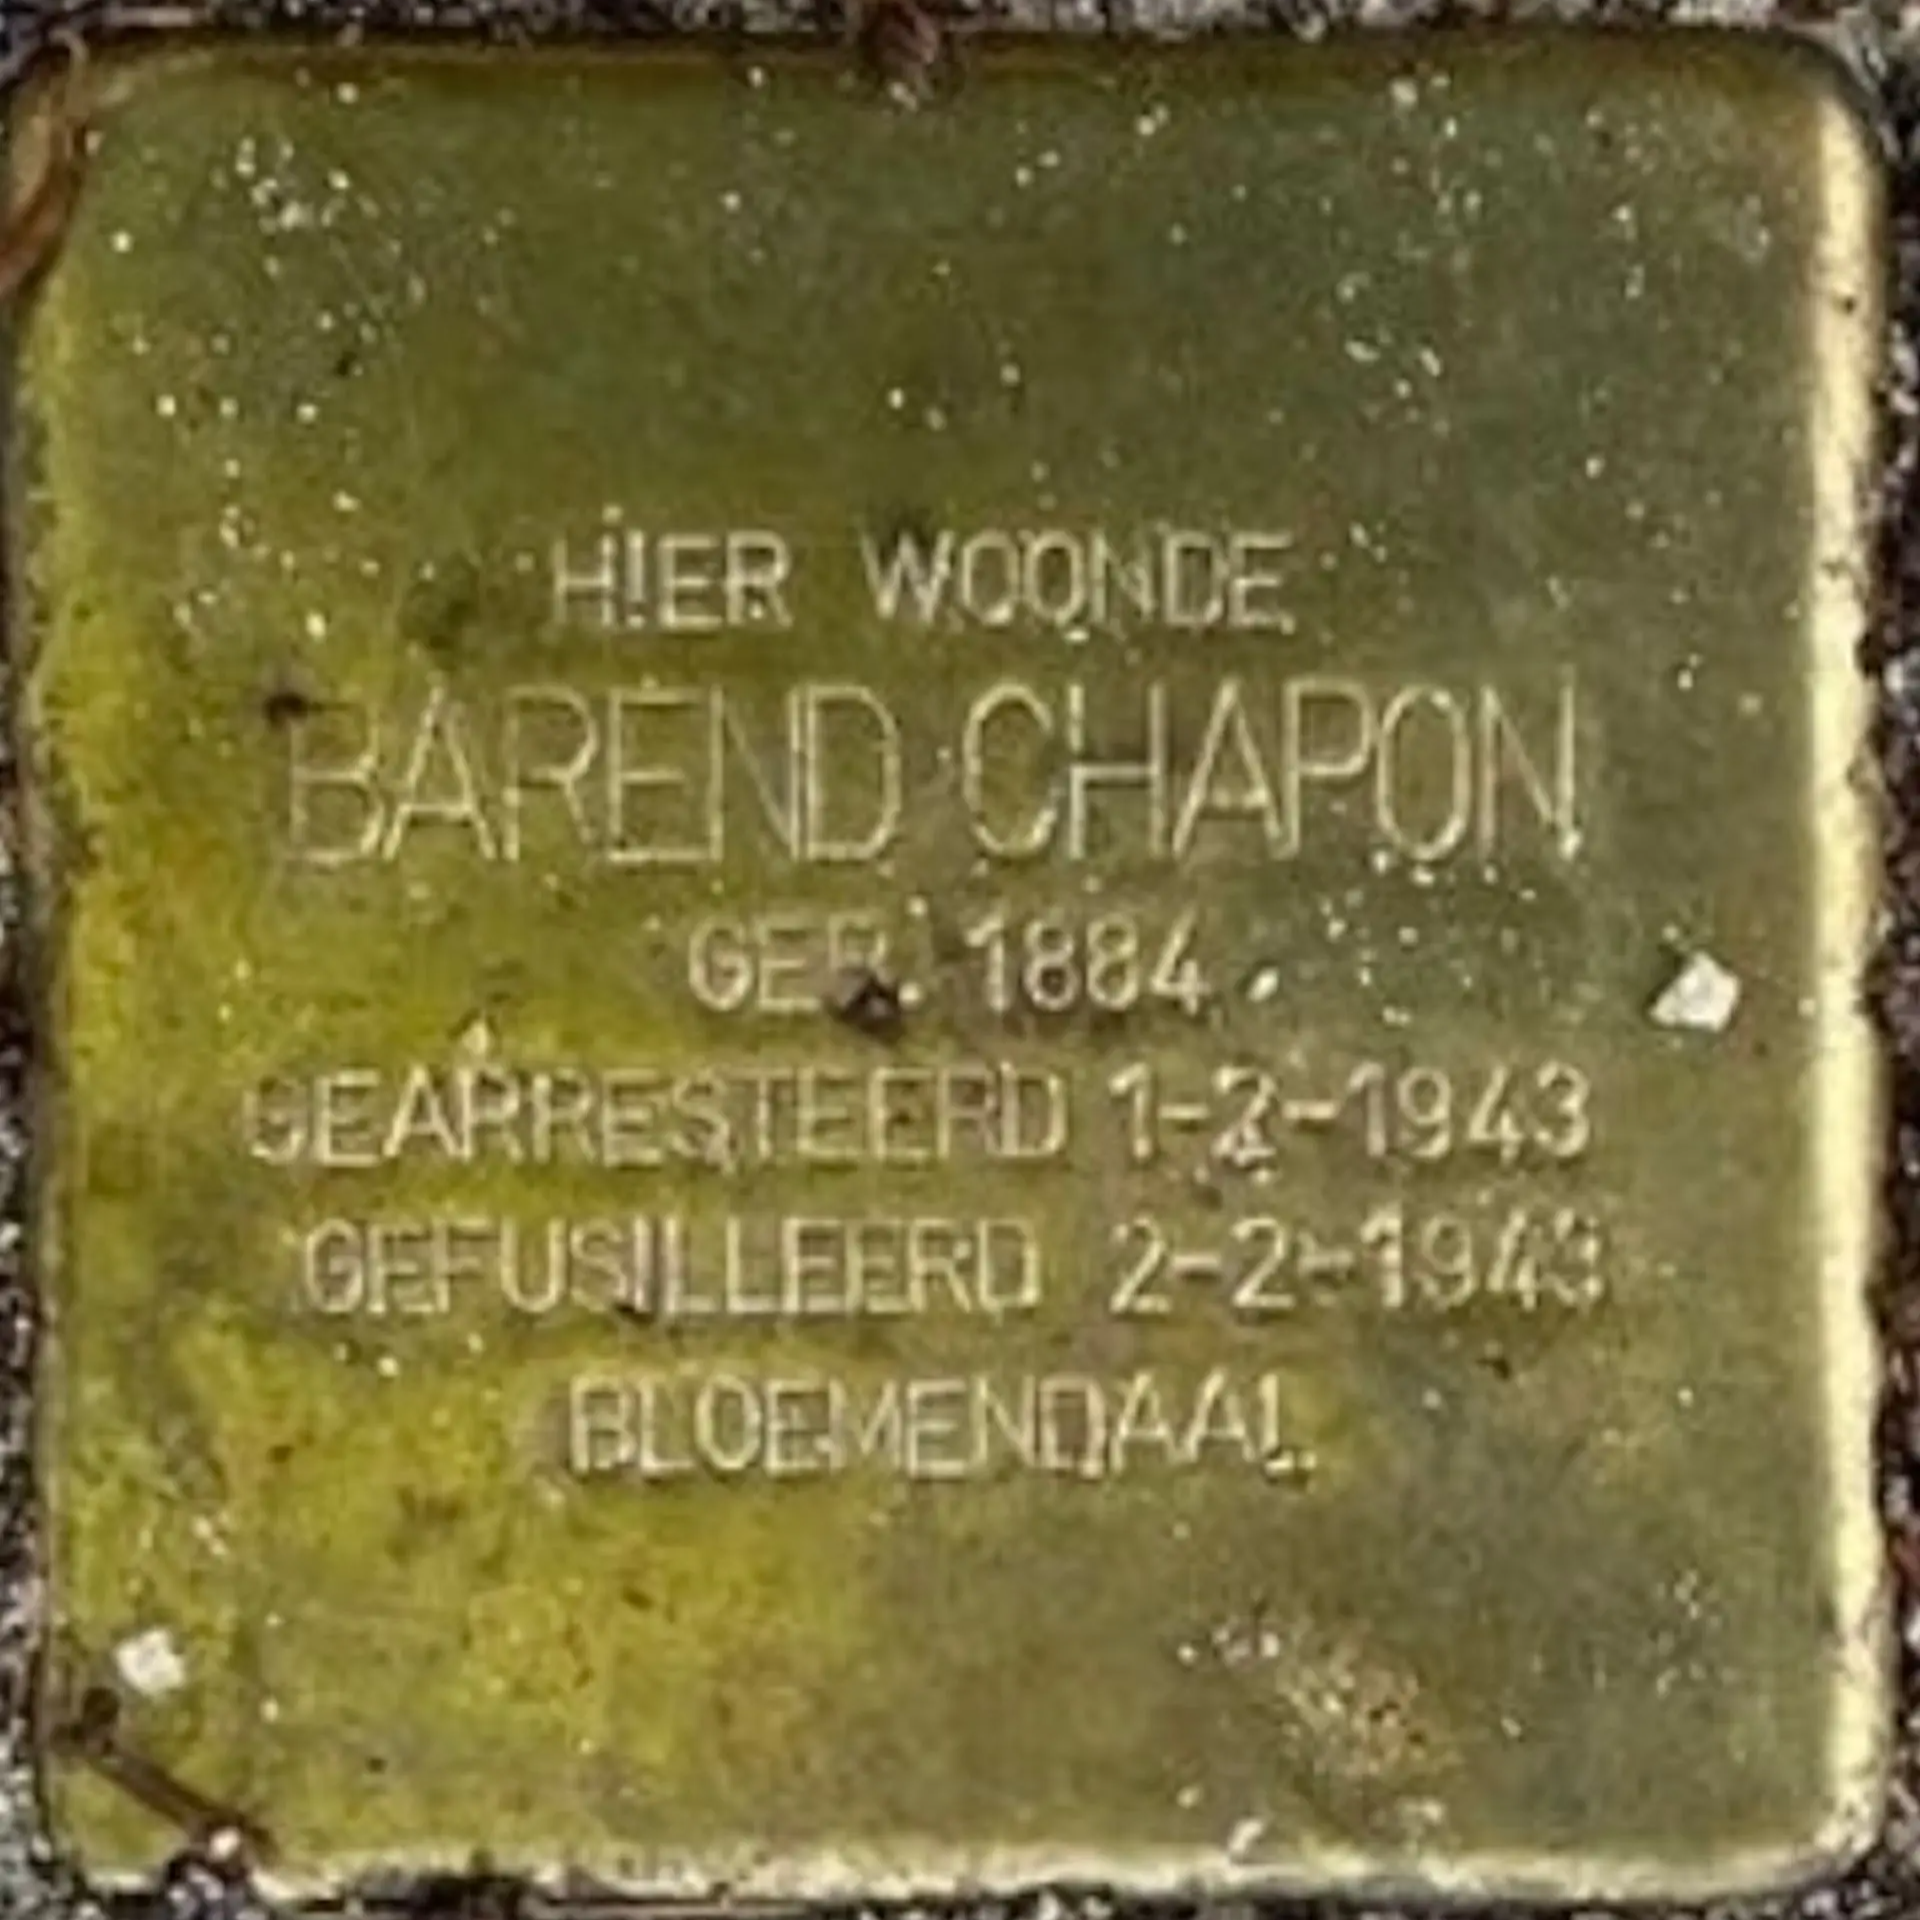 HIER WOONDE
BAREND CHAPON
GEB. 1884
GEARRESTEERD 1-2-1943
GEFUSILLEERD 2-2-1943
BLOEMENDAAL